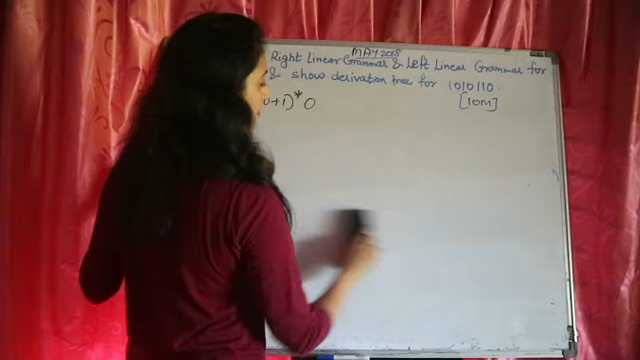 MAY 2018
Right Linear Grammar & Left Linear Grammar for
& show derivation tree for 1010110.
0+1)* 0
[10M]